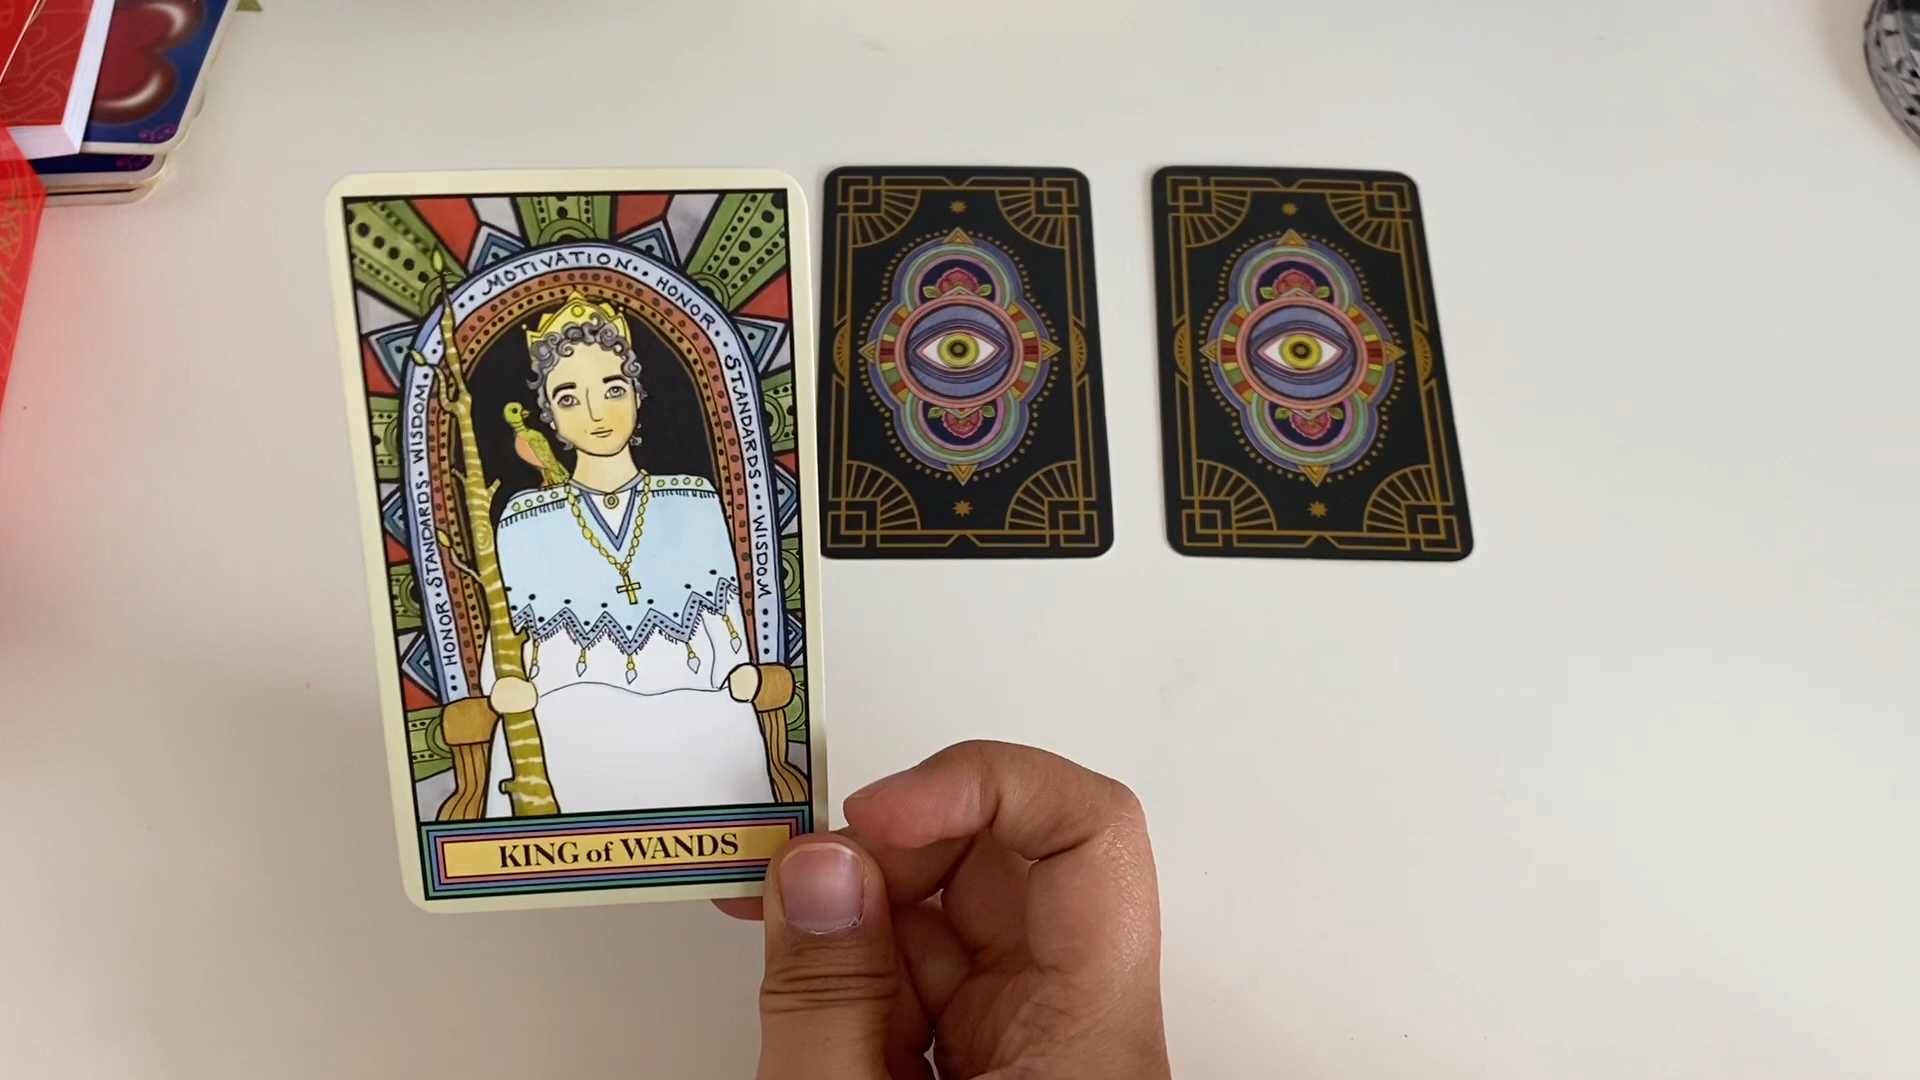 HONOR · STANDARDS · WISDOM · · MOTIVATION · · HONOR · STANDARDS · · WISDOM
KING of WANDS